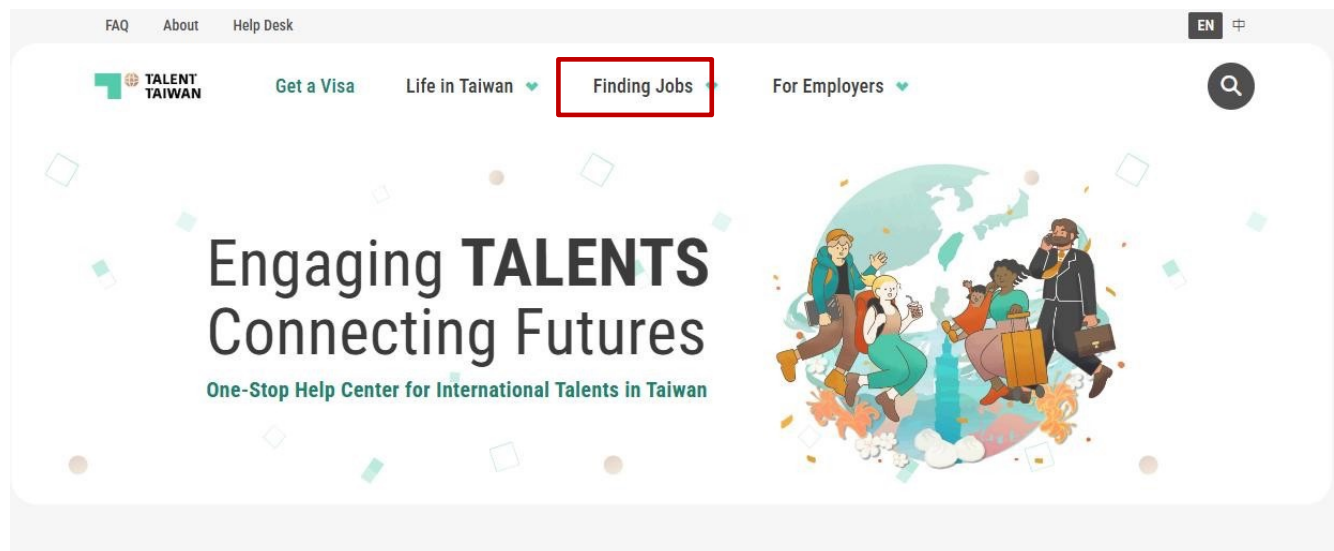 FAQ About Help Desk EN 中
TALENT
TAIWAN
Get a Visa Life in Taiwan Finding Jobs For Employers
Engaging TALENTS
Connecting Futures
One-Stop Help Center for International Talents in Taiwan